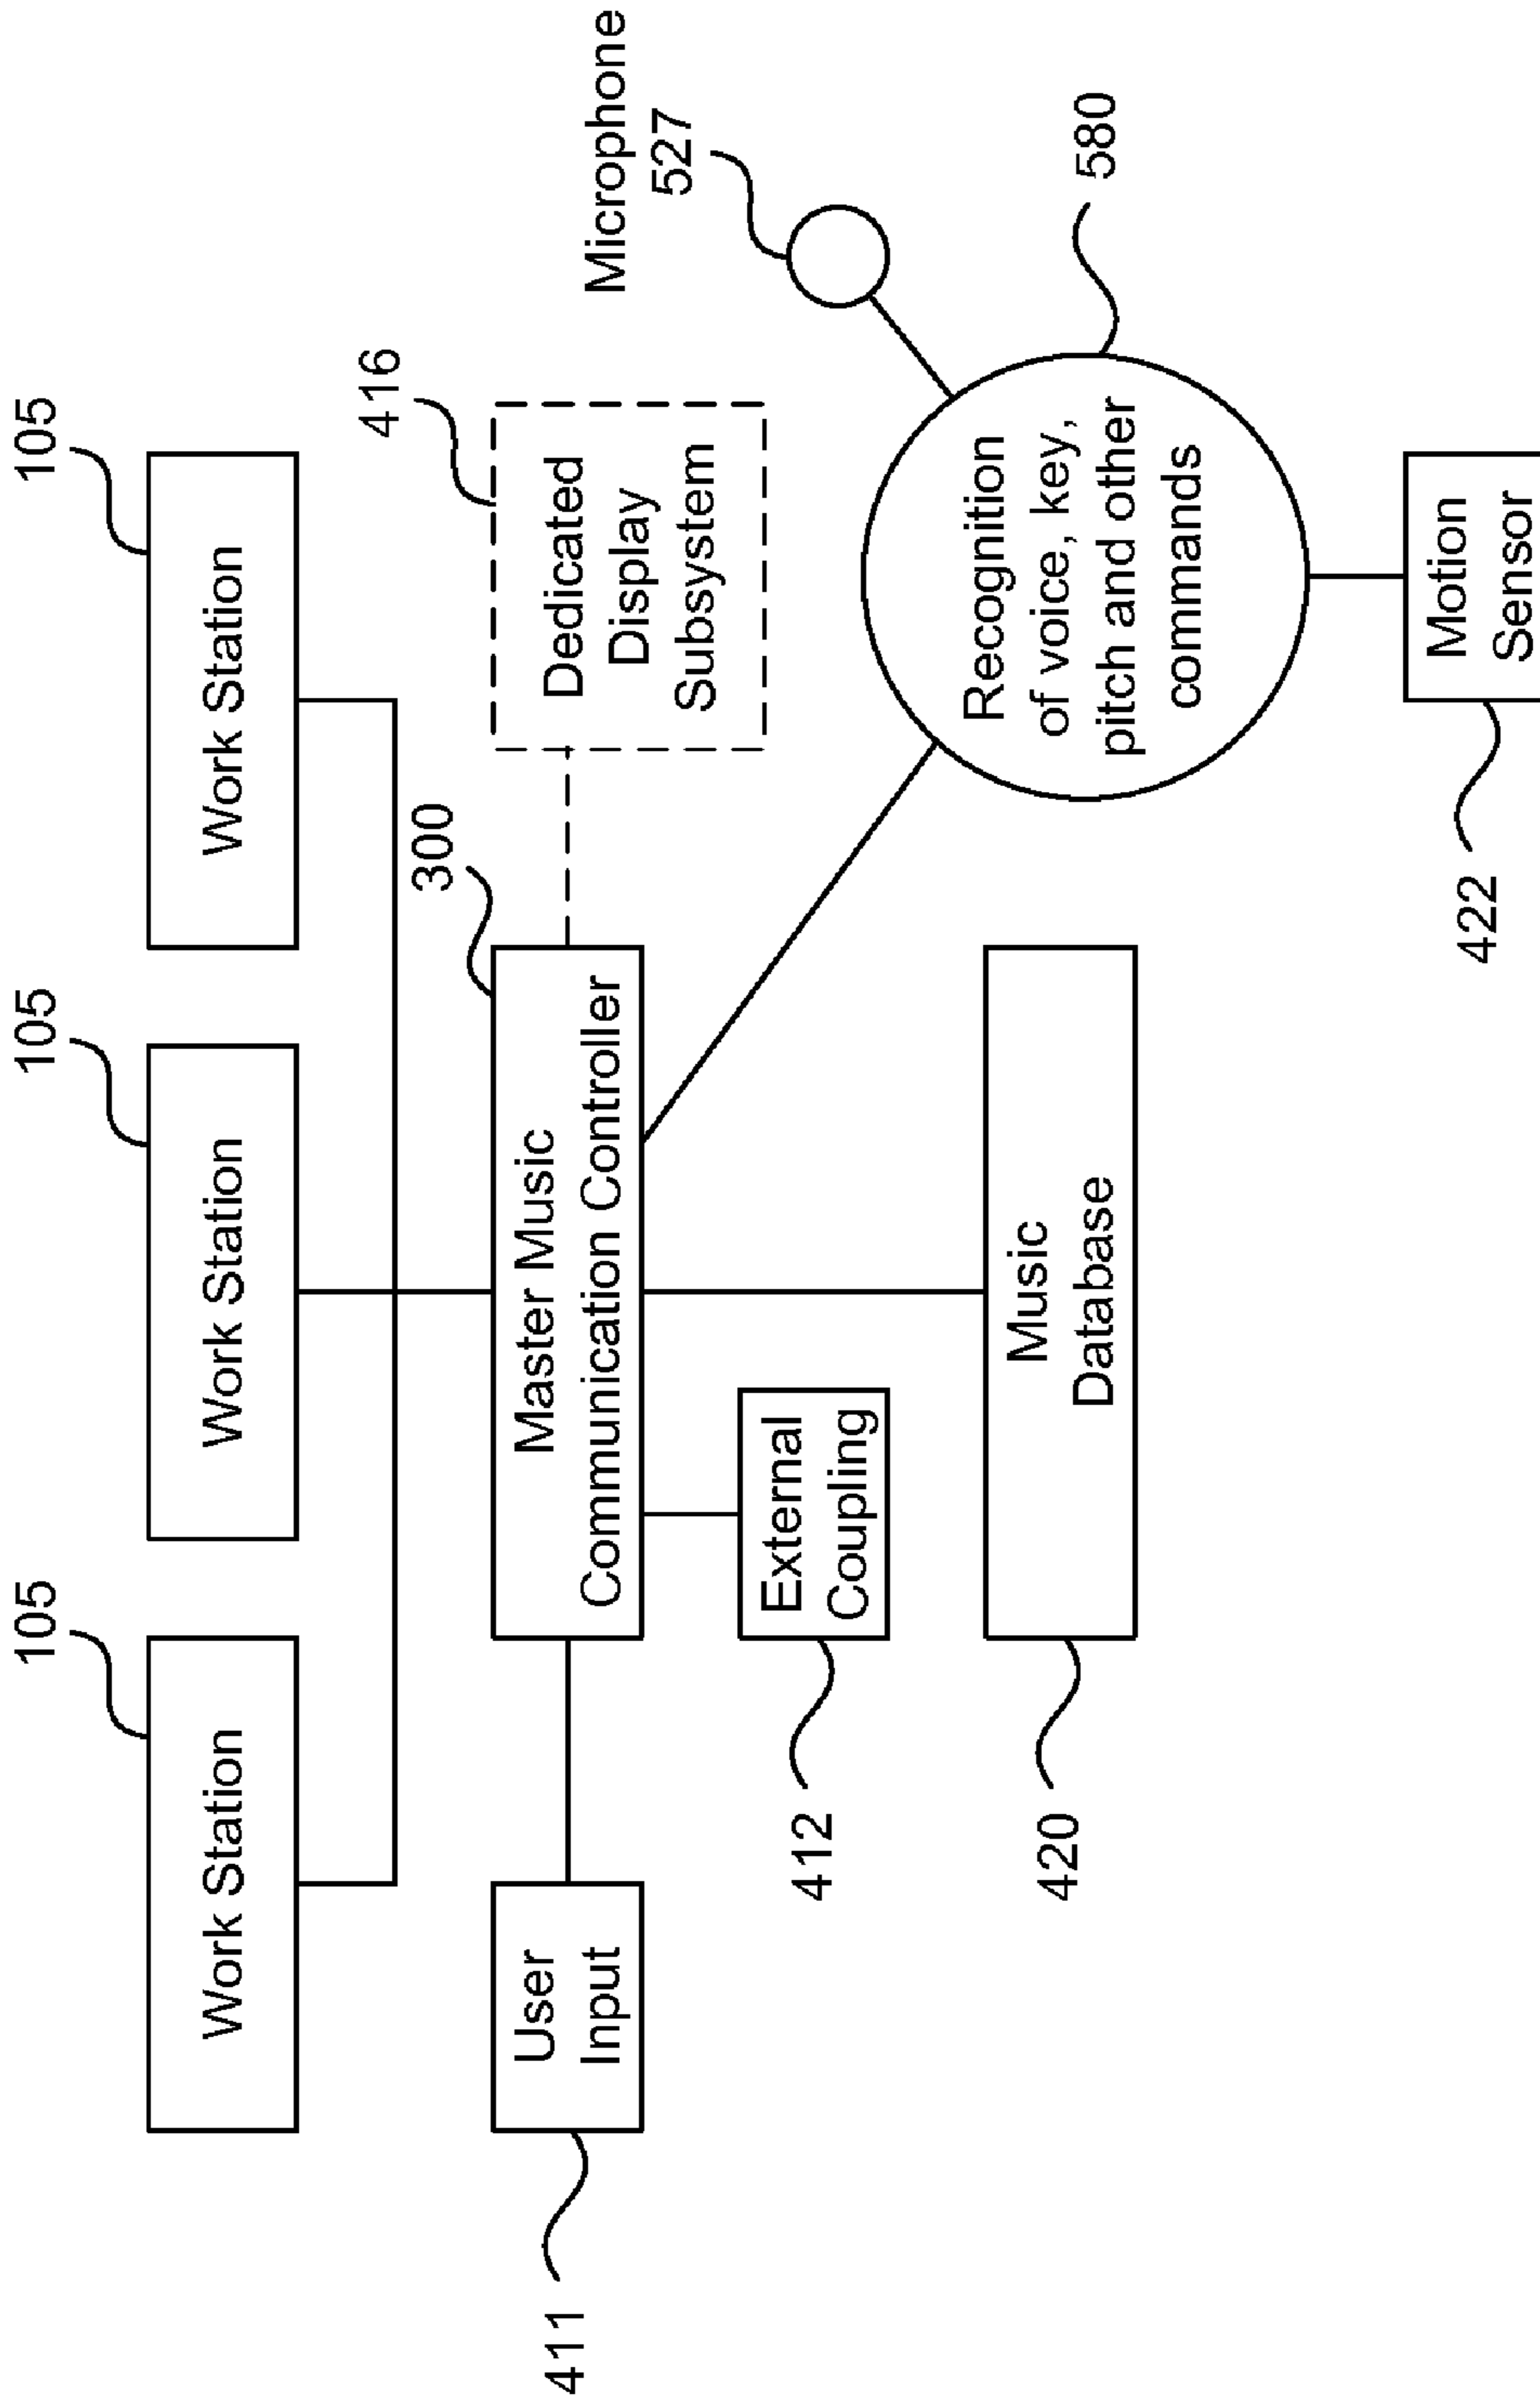 105
105
105
Work Station
Work Station
Work Station
300
416
User
Input
Master Music
Communication Controller
Dedicated
Display
Subsystem
Microphone
527
411
External
Coupling
412
Music
Database
420
Recognition
of voice, key,
pitch and other
commands
580
Motion
Sensor
422